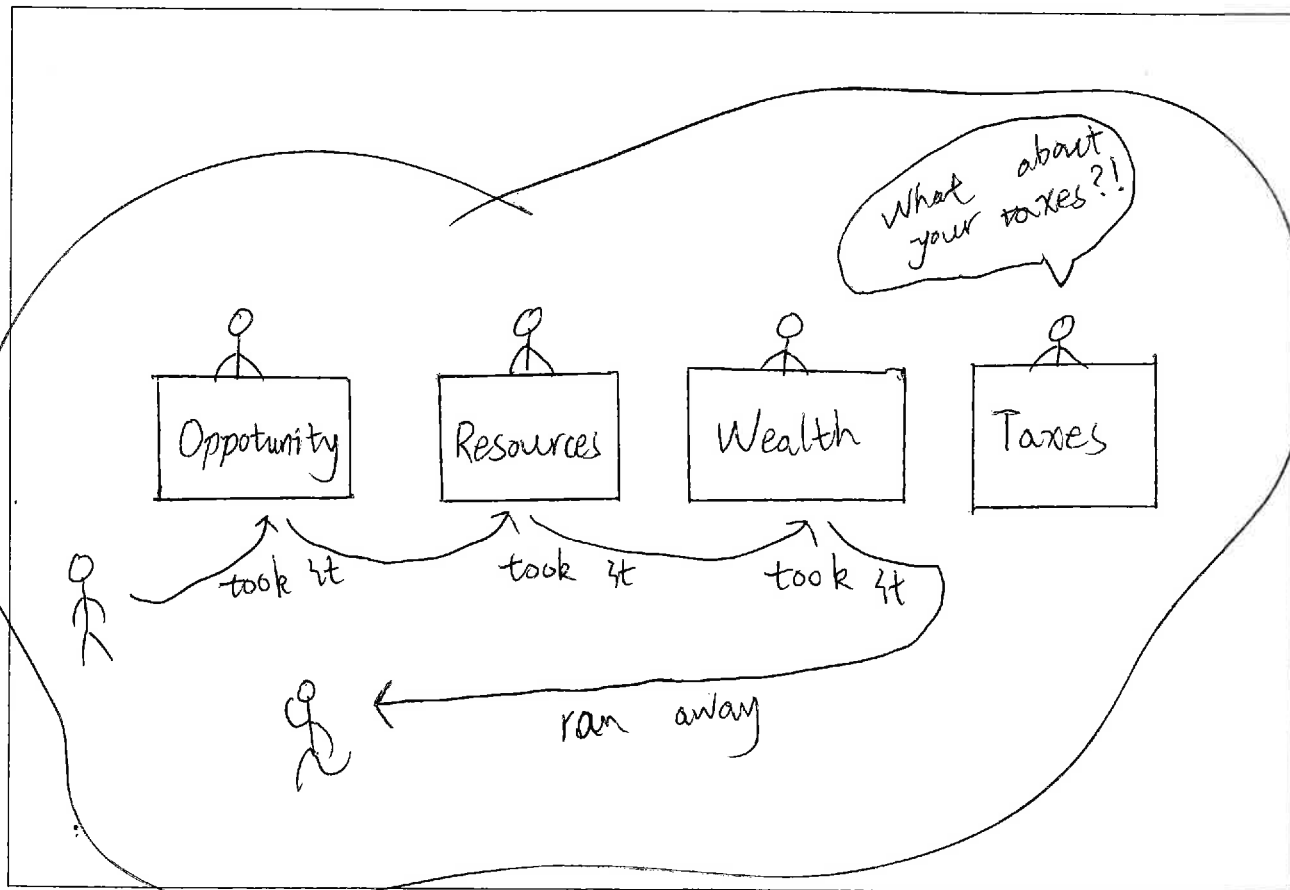 What about
your taxes?!
Oppotunity
Resources
Wealth
Taxes
took it
took it
took it
ran away